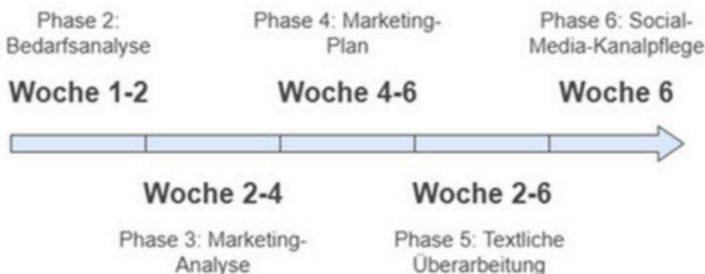 Phase 2:
Bedarfsanalyse
Woche 1-2
Phase 4: Marketing-
Plan
Woche 4-6
Phase 6: Social-
Media-Kanalpflege
Woche 6
Woche 2-4
Phase 3: Marketing-
Analyse
Woche 2-6
Phase 5: Textliche
Überarbeitung